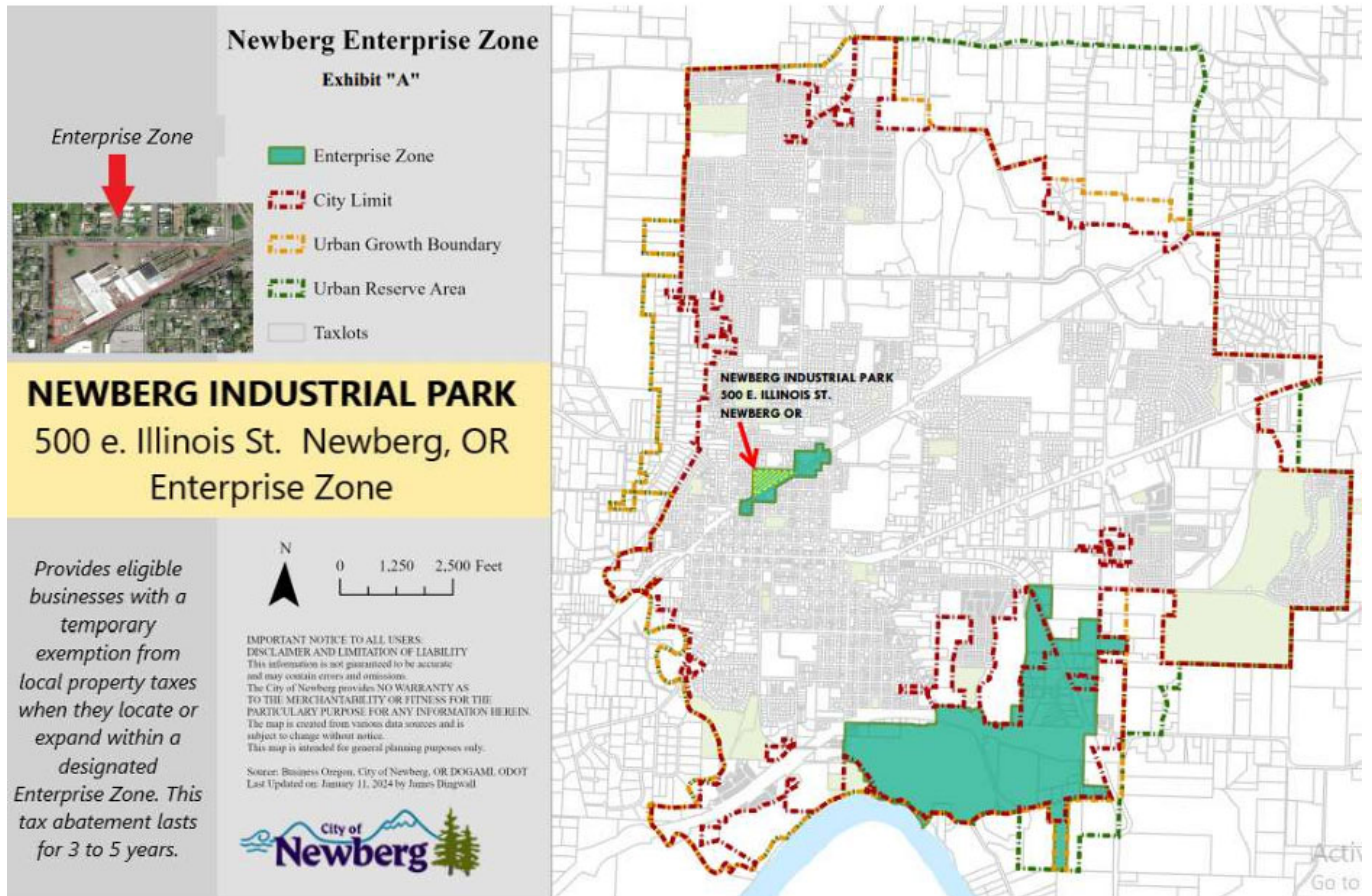 Newberg Enterprise Zone
Exhibit "A"
Enterprise Zone
Enterprise Zone
City Limit
Urban Growth Boundary
Urban Reserve Area
Taxlots
NEWBERG INDUSTRIAL PARK
500 e. Illinois St. Newberg, OR
Enterprise Zone
Provides eligible
businesses with a
temporary
exemption from
local property taxes
when they locate or
expand within a
designated
Enterprise Zone. This
tax abatement lasts
for 3 to 5 years.
N
0 1,250 2,500 Feet
IMPORTANT NOTICE TO ALL USERS:
DISCLAIMER AND LIMITATION OF LIABILITY
This information is not guaranteed to be accurate
and may contain errors and omissions.
The City of Newberg provides NO WARRANTY AS
TO THE MERCHANTABILITY OR FITNESS FOR THE
PARTICULARY PURPOSE FOR ANY INFORMATION HEREIN.
The map is created from various data sources and is
subject to change without notice.
This map is intended for general planning purposes only.
Source: Business Oregon, City of Newberg, OR DOGAMI, ODOT
Last Updated on: January 11, 2024 by James Dingwall
City of
Newberg
NEWBERG INDUSTRIAL PARK
500 E. ILLINOIS ST.
NEWBERG OR
Activ
Go to